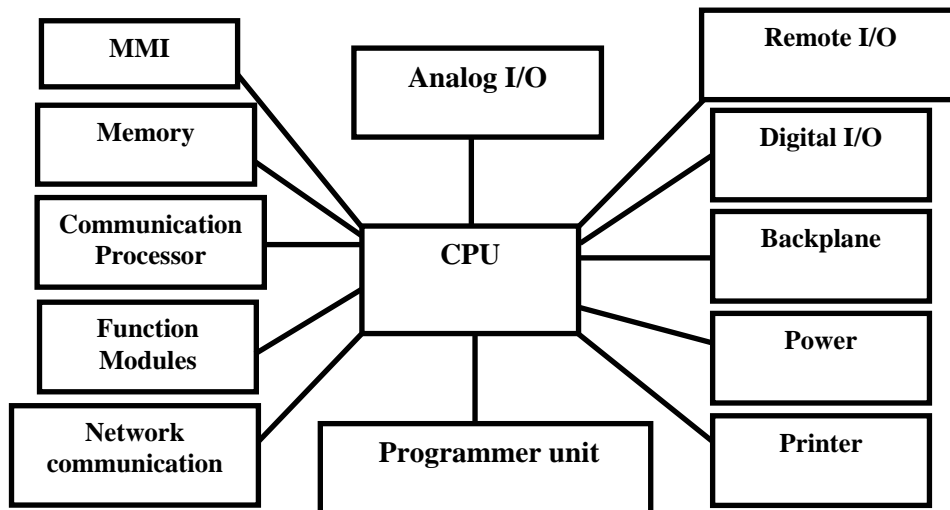 MMI
Analog I/O
Remote I/O
Memory
Digital I/O
Communication
Processor
CPU
Backplane
Function
Modules
Power
Network
communication
Programmer unit
Printer